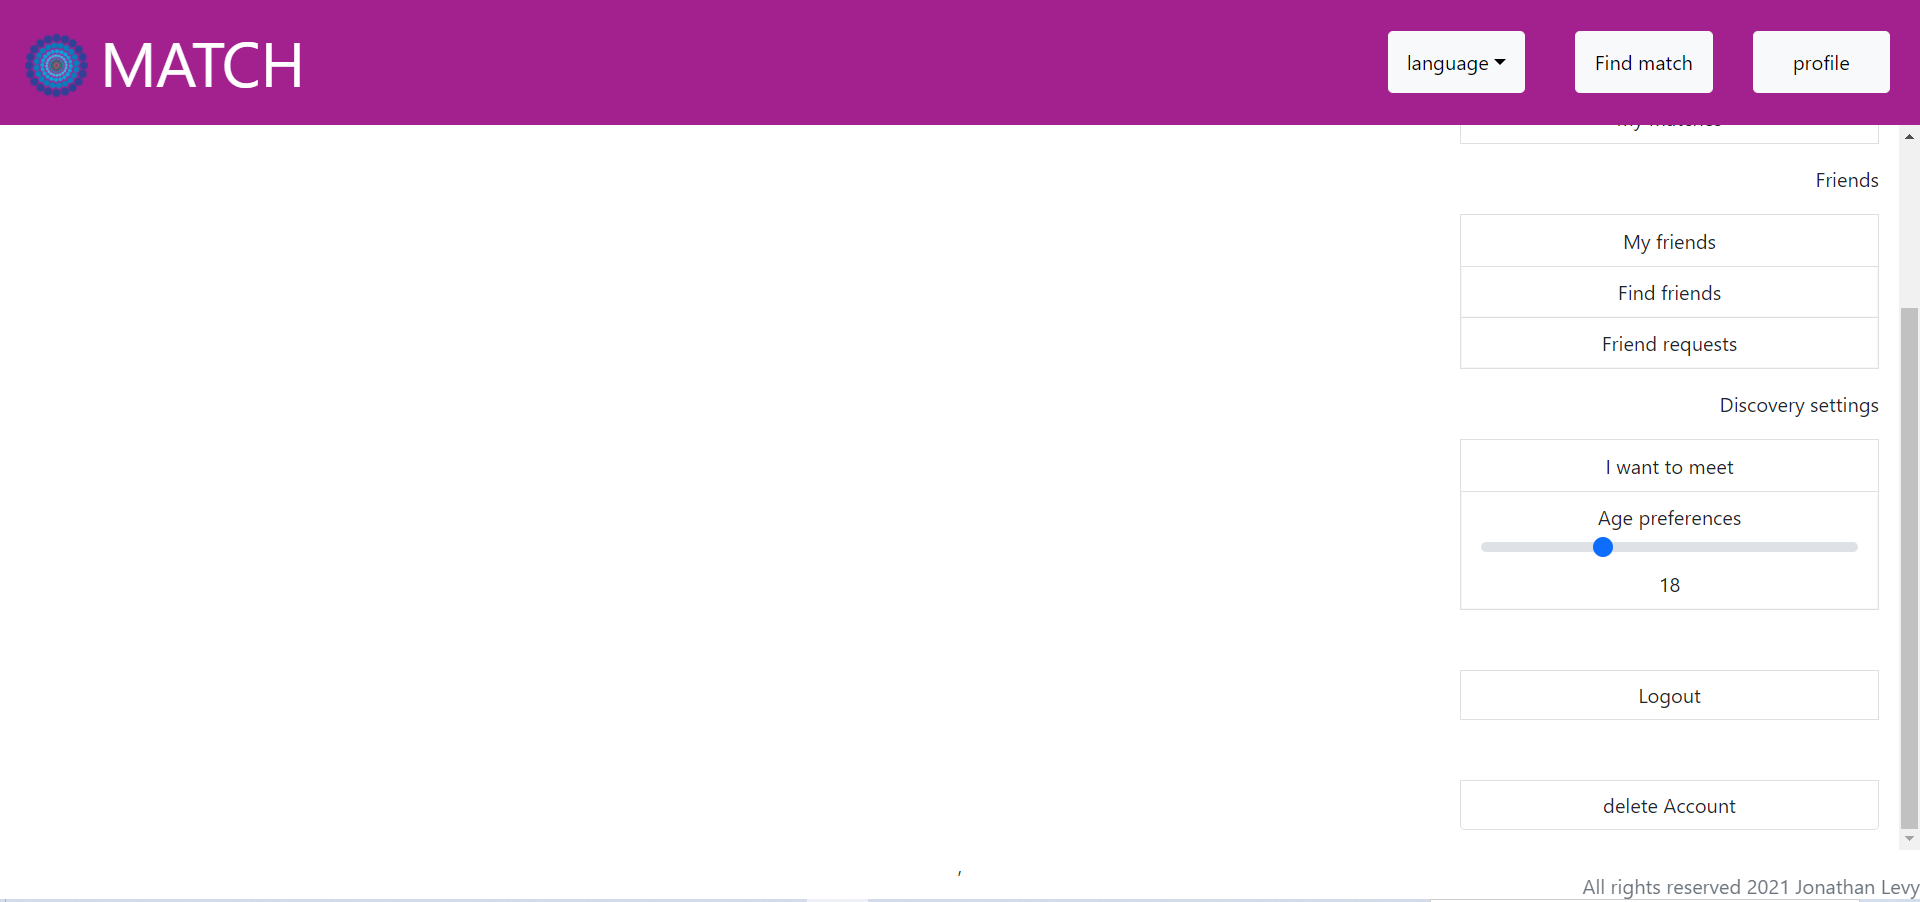 MATCH
language
Find match
profile
Friends
My friends
Find friends
Friend requests
Discovery settings
I want to meet
Age preferences
18
Logout
delete Account
,
All rights reserved 2021 Jonathan Levy